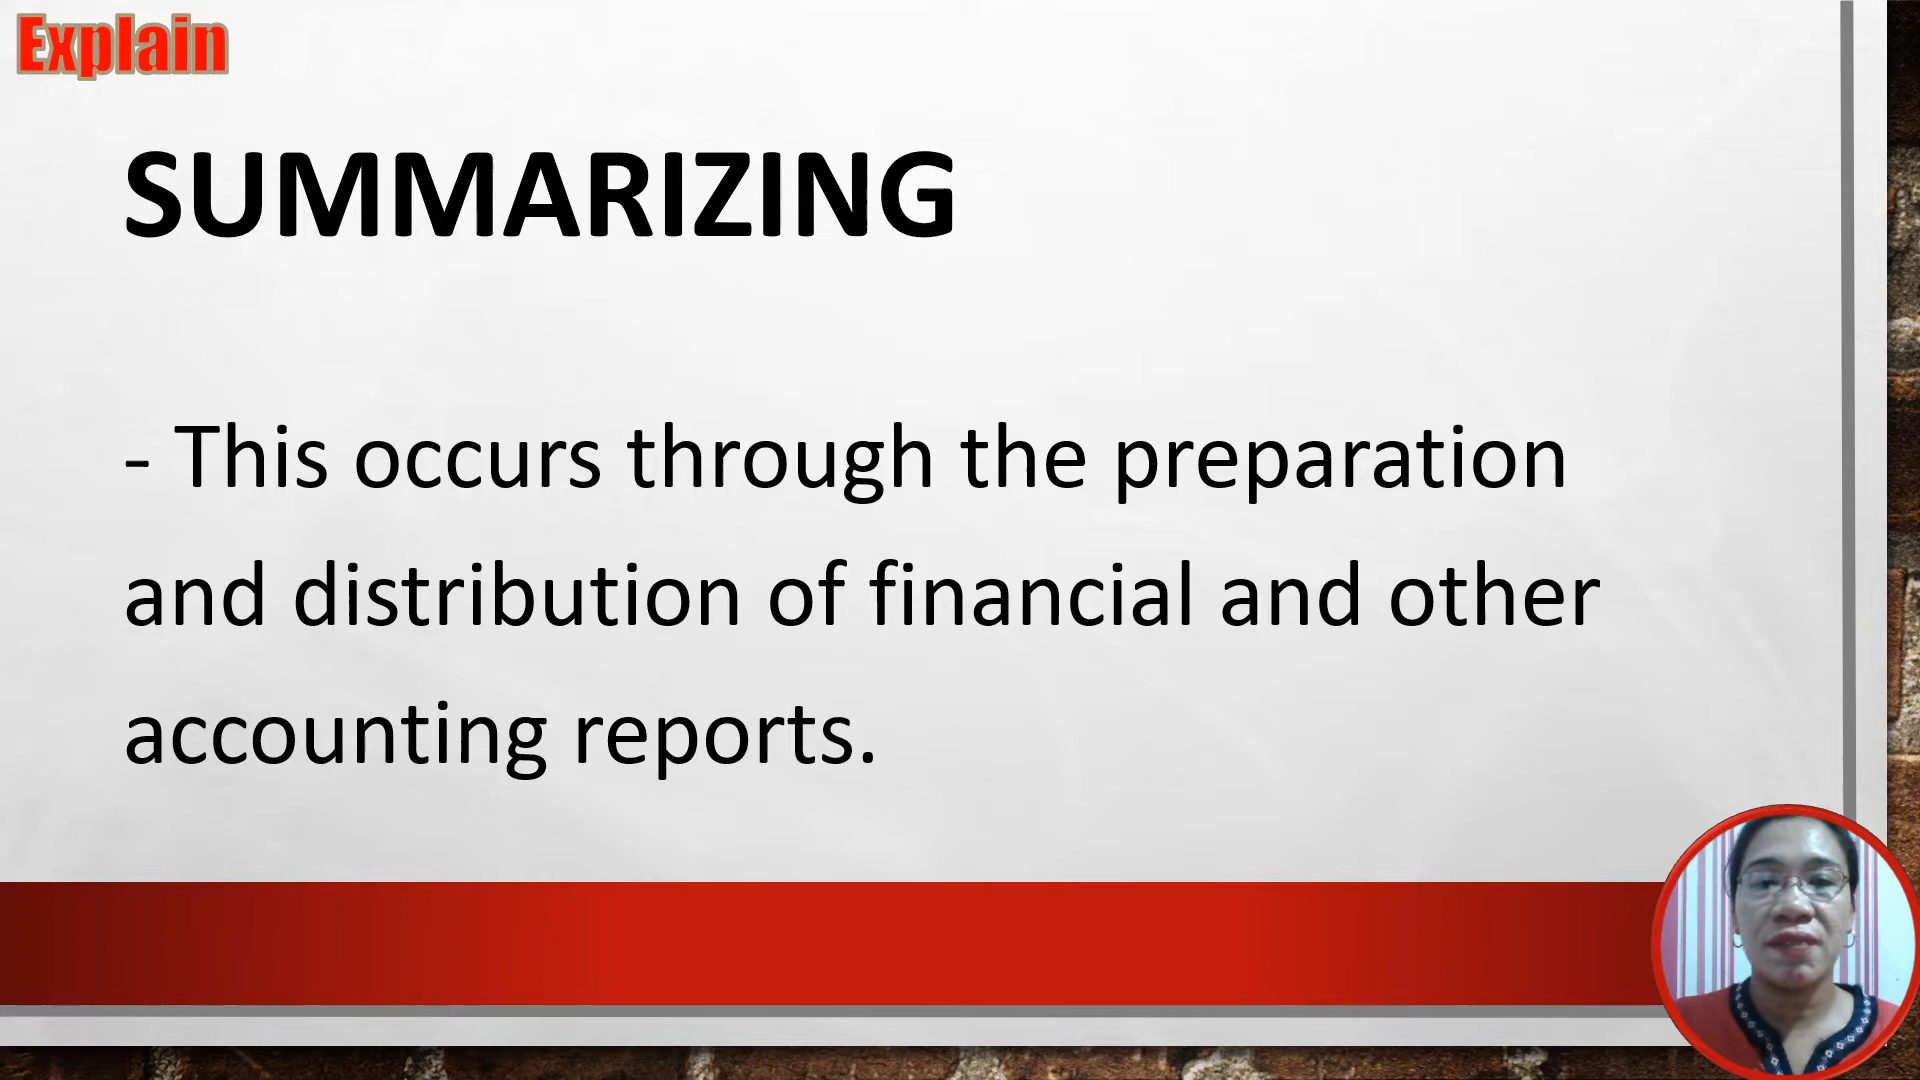 Explain
SUMMARIZING
- This occurs through the preparation
and distribution of financial and other
accounting reports.